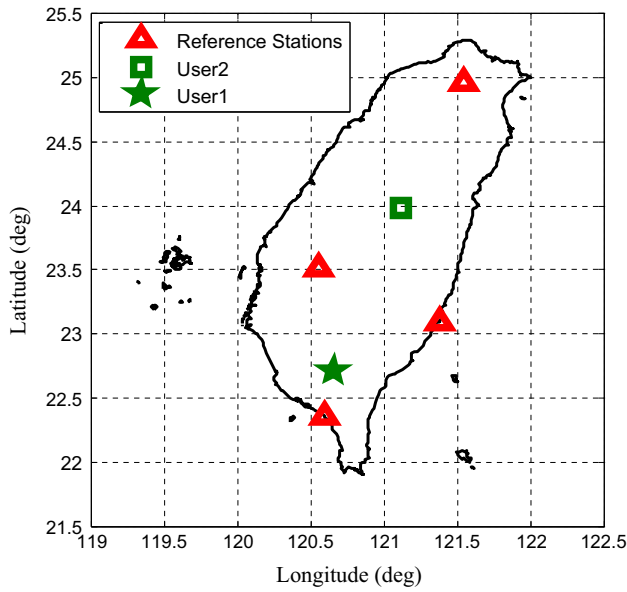 25.5
25
24.5
24
23.5
23
22.5
22
21.5
Latitude (deg)
Reference Stations
User2
User1
119 119.5 120 120.5 121 121.5 122 122.5
Longitude (deg)